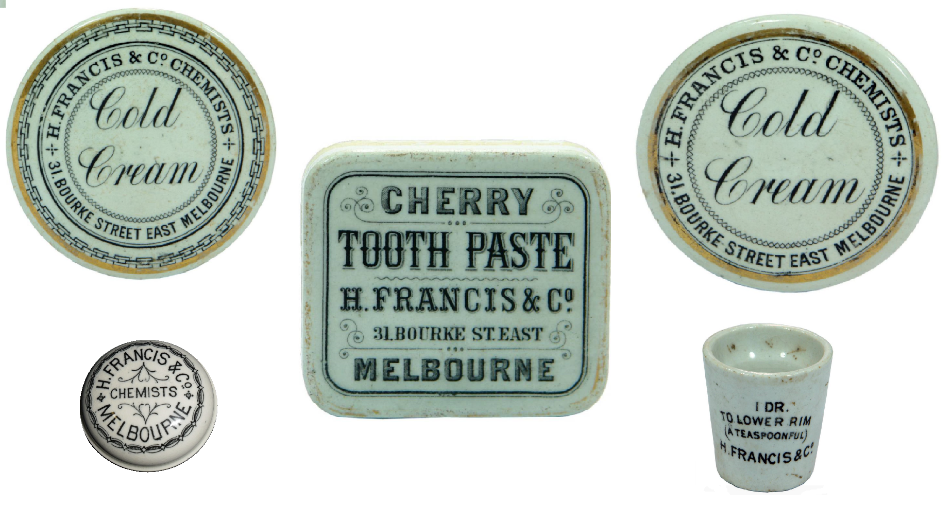 H. FRANCIS & Cº CHEMISTS
Cold
Cream
31. BOURKE STREET EAST MELBOURNE
CHERRY
TOOTH PASTE
H. FRANCIS & Cº
31. BOURKE ST. EAST
MELBOURNE
H. FRANCIS & Cº CHEMISTS
Cold
Cream
31. BOURKE STREET EAST MELBOURNE
H. FRANCIS & Cº
CHEMISTS
MELBOURNE
1 DR.
TO LOWER RIM
(A TEASPOONFUL)
H. FRANCIS & Cº